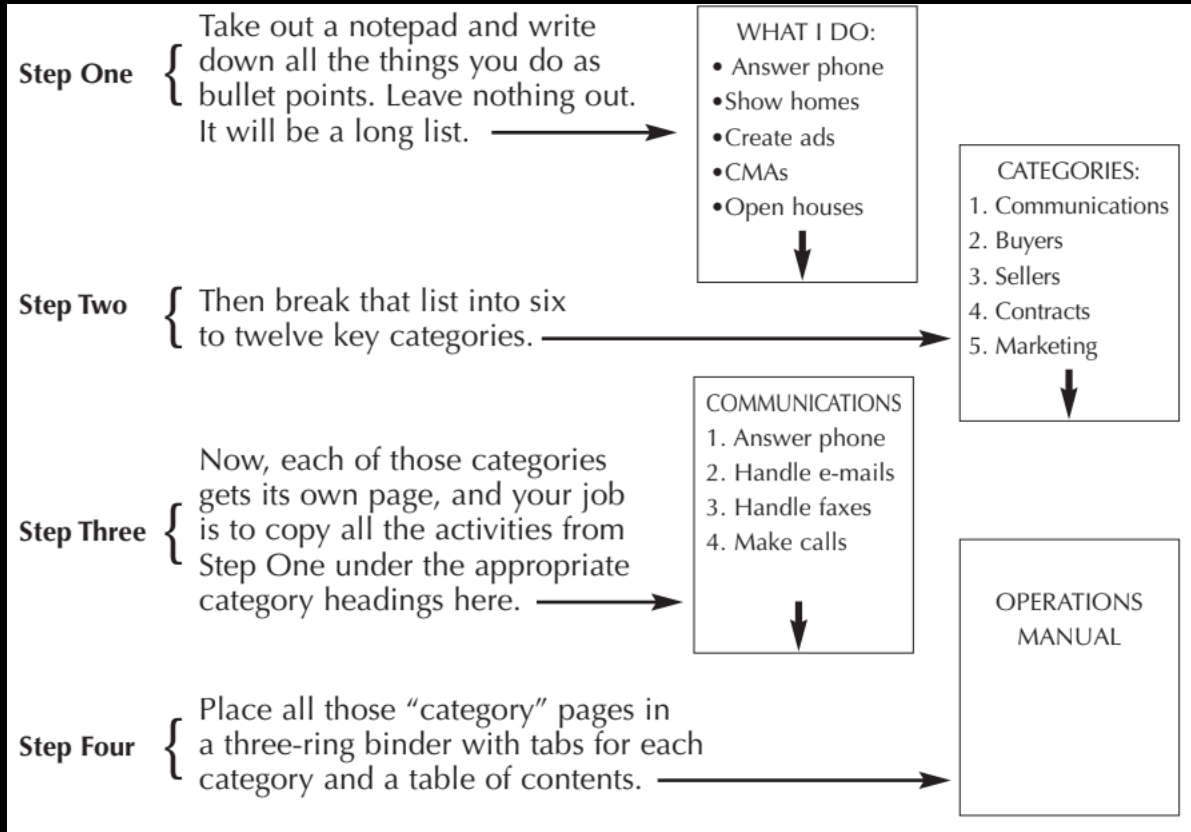 Step One
Take out a notepad and write
down all the things you do as
bullet points. Leave nothing out.
It will be a long list.
WHAT I DO:
• Answer phone
•Show homes
•Create ads
•CMAs
•Open houses
Step Two
Then break that list into six
to twelve key categories.
CATEGORIES:
1. Communications
2. Buyers
3. Sellers
4. Contracts
5. Marketing
Step Three
Now, each of those categories
gets its own page, and your job
is to copy all the activities from
Step One under the appropriate
category headings here.
COMMUNICATIONS
1. Answer phone
2. Handle e-mails
3. Handle faxes
4. Make calls
Step Four
Place all those “category” pages in
a three-ring binder with tabs for each
category and a table of contents.
OPERATIONS
MANUAL